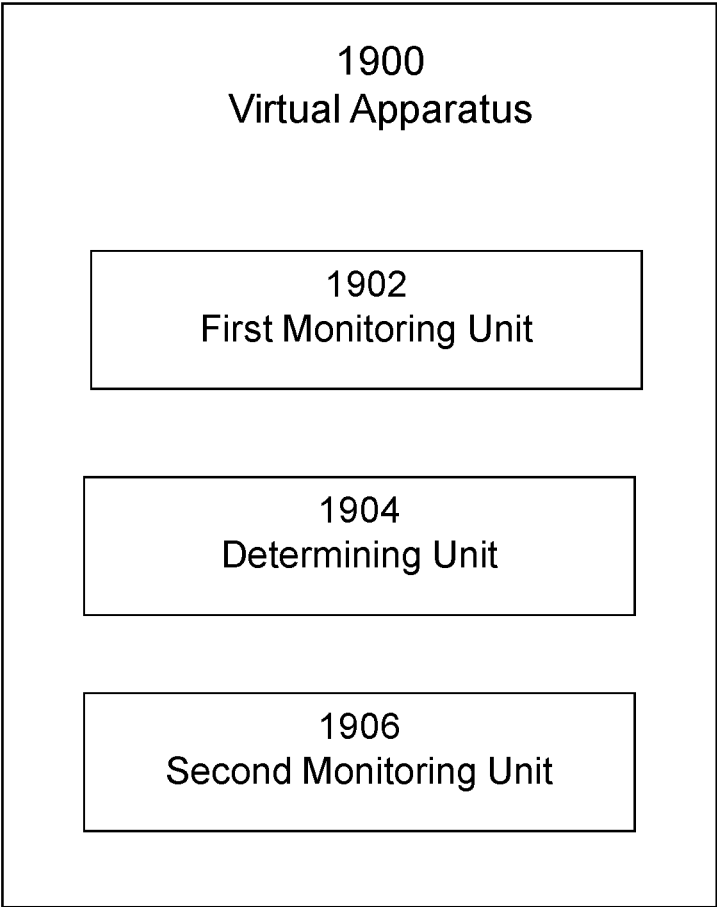 1900
Virtual Apparatus
1902
First Monitoring Unit
1904
Determining Unit
1906
Second Monitoring Unit